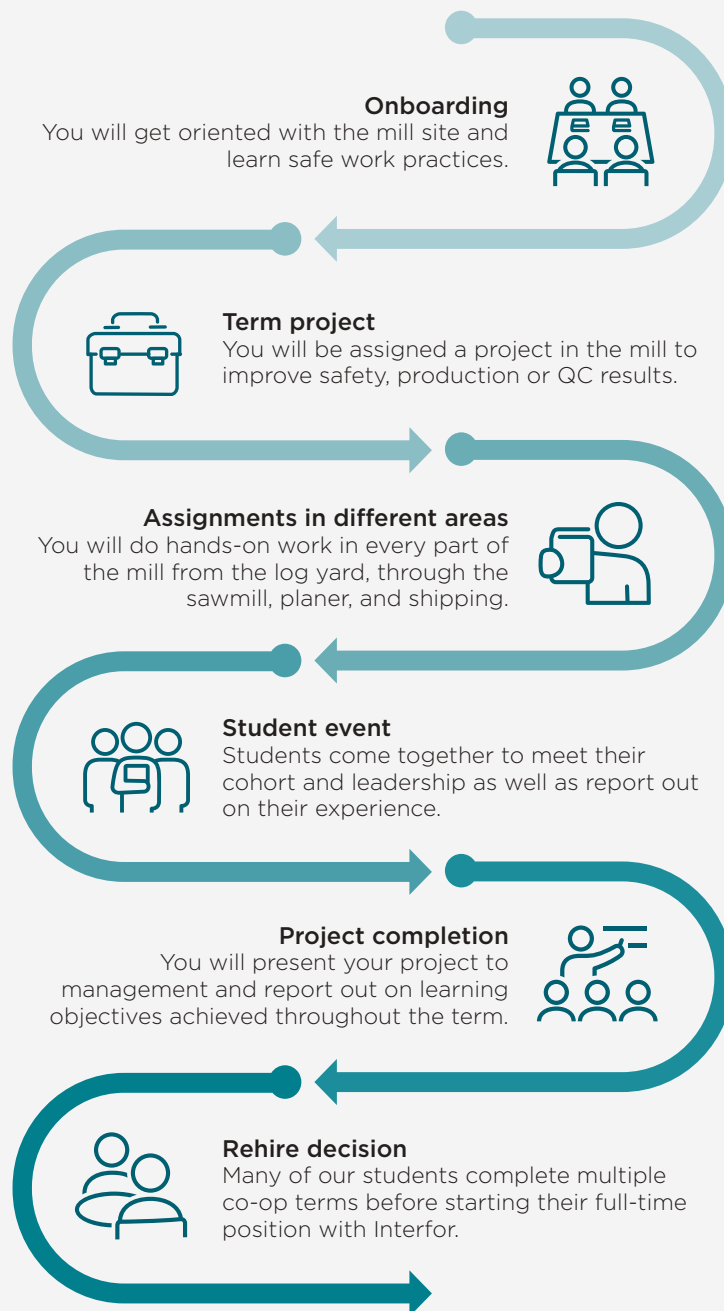 Onboarding
You will get oriented with the mill site and
learn safe work practices.
Term project
You will be assigned a project in the mill to
improve safety, production or QC results.
Assignments in different areas
You will do hands-on work in every part of
the mill from the log yard, through the
sawmill, planer, and shipping.
Student event
Students come together to meet their
cohort and leadership as well as report out
on their experience.
Project completion
You will present your project to
management and report out on learning
objectives achieved throughout the term.
Rehire decision
Many of our students complete multiple
co-op terms before starting their full-time
position with Interfor.